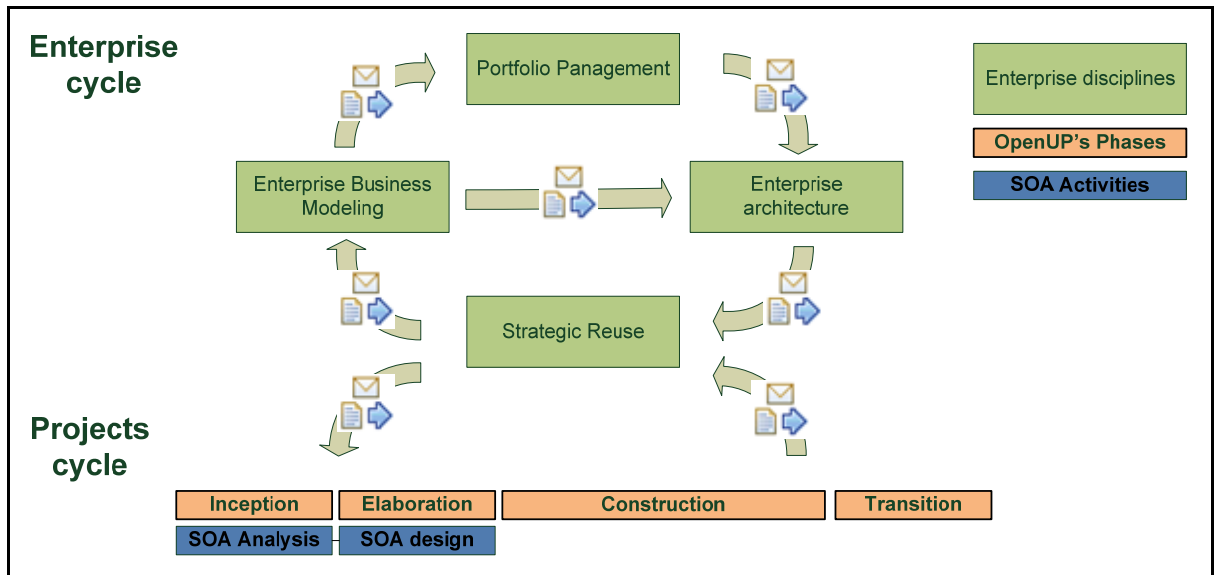 Enterprise
cycle
Portfolio Panagement
Enterprise disciplines
OpenUP's Phases
SOA Activities
Enterprise Business
Modeling
Enterprise
architecture
Strategic Reuse
Projects
cycle
Inception
Elaboration
Construction
Transition
SOA Analysis
SOA design